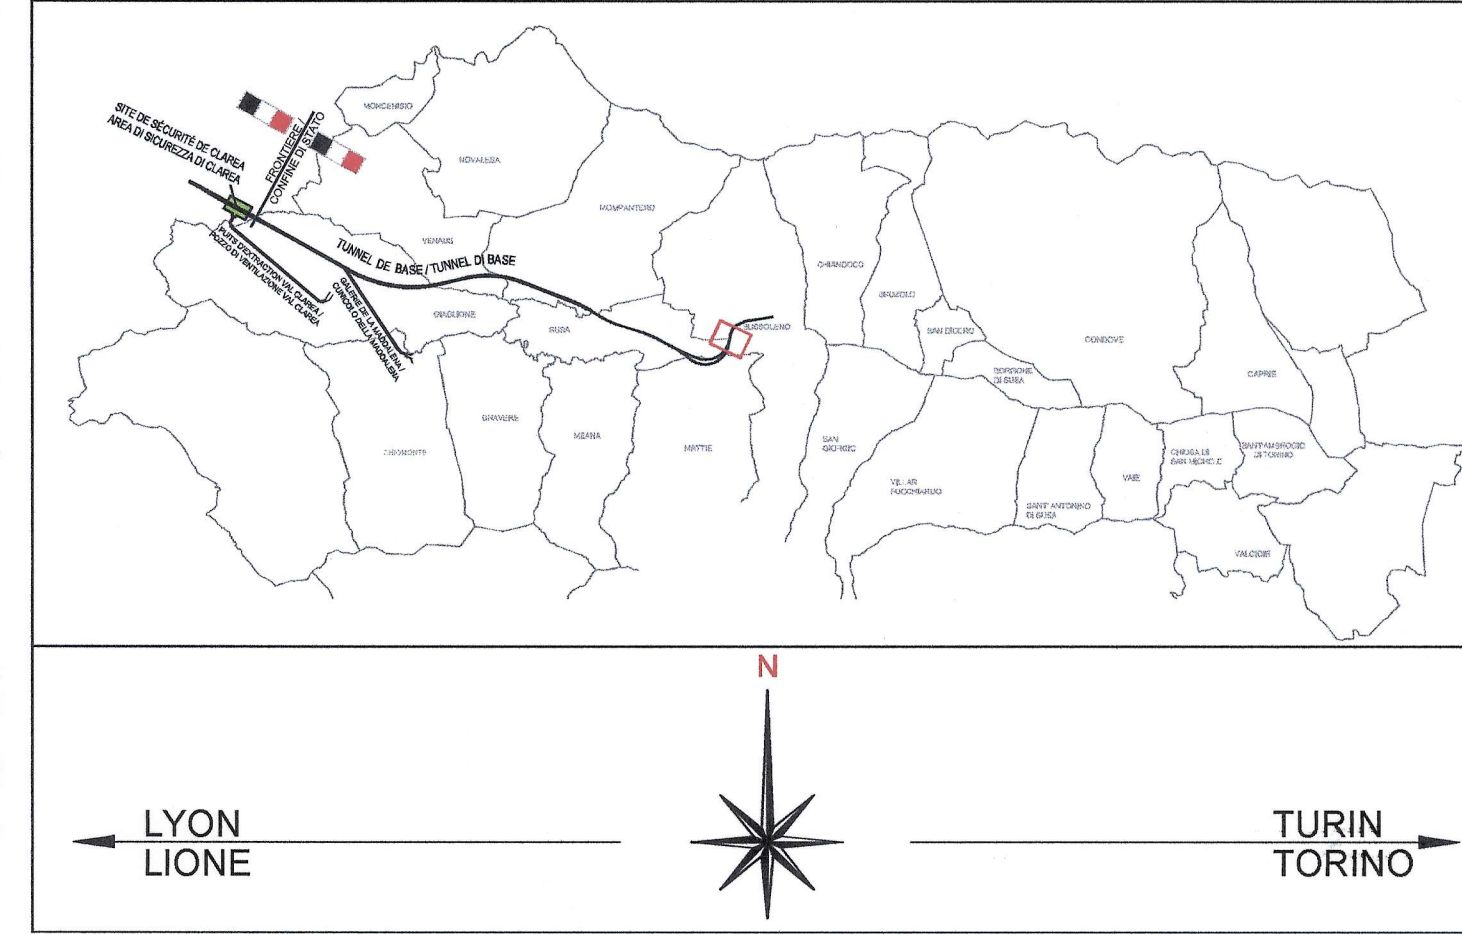 SITE DE SÉCURITÉ DE CLAREA
AREA DI SICUREZZA DI CLAREA
FRONTIERE/
CONFINE DI STATO
MONCENISIO
NOVALESA
MOMPANTERO
VENAUS
TUNNEL DE BASE/TUNNEL DI BASE
PUITS D'EXTRACTION VAL CLAREA /
POZZO DI VENTILAZIONE VAL CLAREA
GALERIE DE LA MADDALENA /
CUNICOLO DELLA MADDALENA
GIAGLIONE
SUSA
BUSSOLENO
CHIANOCCO
BRUZOLO
SAN DIDERO
BORGONE
DI SUSA
CONDOVE
CAPRIE
CHIOMONTE
GRAVERE
MEANA
MATTIE
SAN
GIORGIO
VILLAR
FOCCHIARDO
SANT' ANTONINO
DI SUSA
VAIE
CHIUSA DI
SAN MICHELE
SANT'AMBROGIO
DI TORINO
VALGIOIE
N
LYON
LIONE
TURIN
TORINO